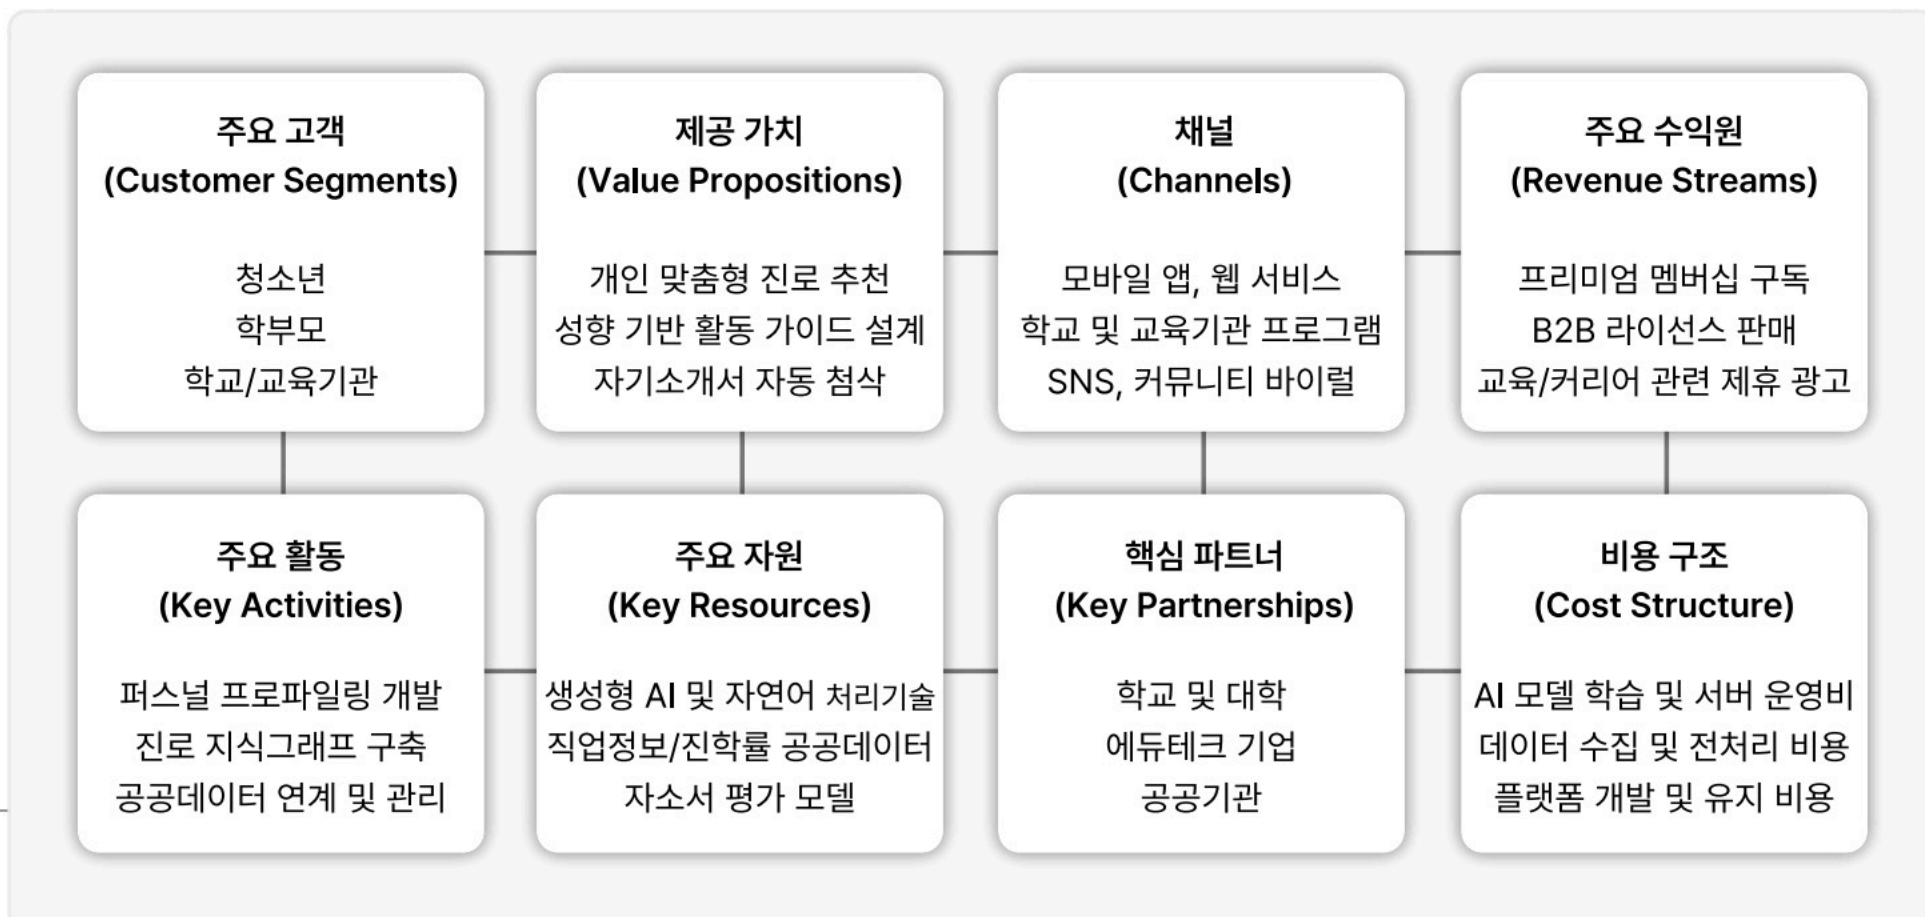 주요 고객
(Customer Segments)
청소년
학부모
학교/교육기관
제공 가치
(Value Propositions)
개인 맞춤형 진로 추천
성향 기반 활동 가이드 설계
자기소개서 자동 첨삭
채널
(Channels)
모바일 앱, 웹 서비스
학교 및 교육기관 프로그램
SNS, 커뮤니티 바이럴
주요 수익원
(Revenue Streams)
프리미엄 멤버십 구독
B2B 라이선스 판매
교육/커리어 관련 제휴 광고
주요 활동
(Key Activities)
퍼스널 프로파일링 개발
진로 지식그래프 구축
공공데이터 연계 및 관리
주요 자원
(Key Resources)
생성형 AI 및 자연어 처리기술
직업정보/진학률 공공데이터
자소서 평가 모델
핵심 파트너
(Key Partnerships)
학교 및 대학
에듀테크 기업
공공기관
비용 구조
(Cost Structure)
AI 모델 학습 및 서버 운영비
데이터 수집 및 전처리 비용
플랫폼 개발 및 유지 비용